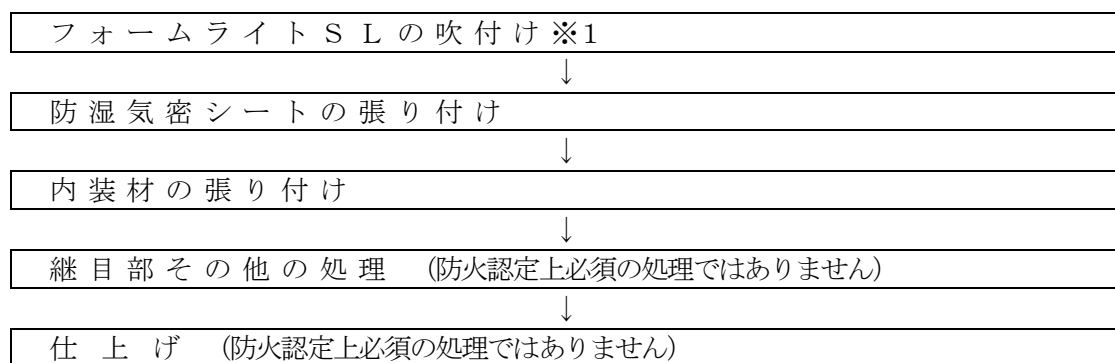 フォームライトSLの吹付け※1
↓
防湿気密シートの張り付け
↓
内装材の張り付け
↓
継目部その他の処理 (防火認定上必須の処理ではありません)
↓
仕上げ (防火認定上必須の処理ではありません)